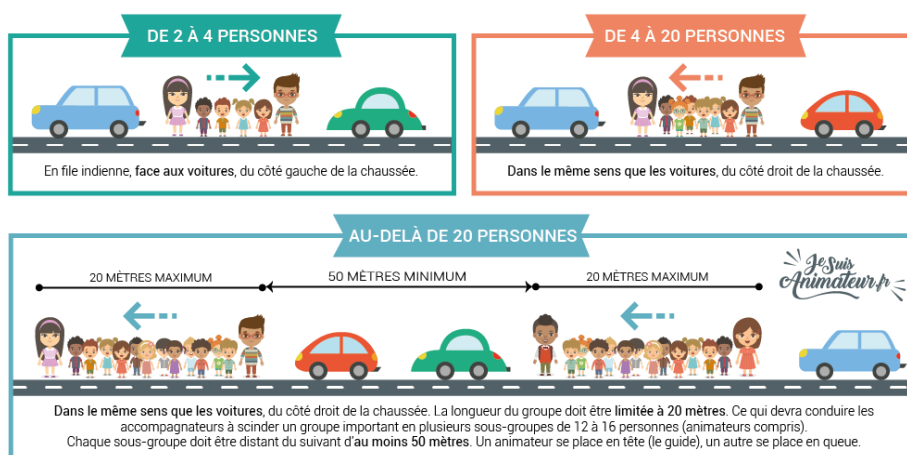 DE 2 À 4 PERSONNES
En file indienne, face aux voitures, du côté gauche de la chaussée.
DE 4 À 20 PERSONNES
Dans le même sens que les voitures, du côté droit de la chaussée.
AU-DELÀ DE 20 PERSONNES
20 MÈTRES MAXIMUM
50 MÈTRES MINIMUM
20 MÈTRES MAXIMUM
Je Suis
Animateur.fr
Dans le même sens que les voitures, du côté droit de la chaussée. La longueur du groupe doit être limitée à 20 mètres. Ce qui devra conduire les
accompagnateurs à scinder un groupe important en plusieurs sous-groupes de 12 à 16 personnes (animateurs compris).
Chaque sous-groupe doit être distant du suivant d'au moins 50 mètres. Un animateur se place en tête (le guide), un autre se place en queue.